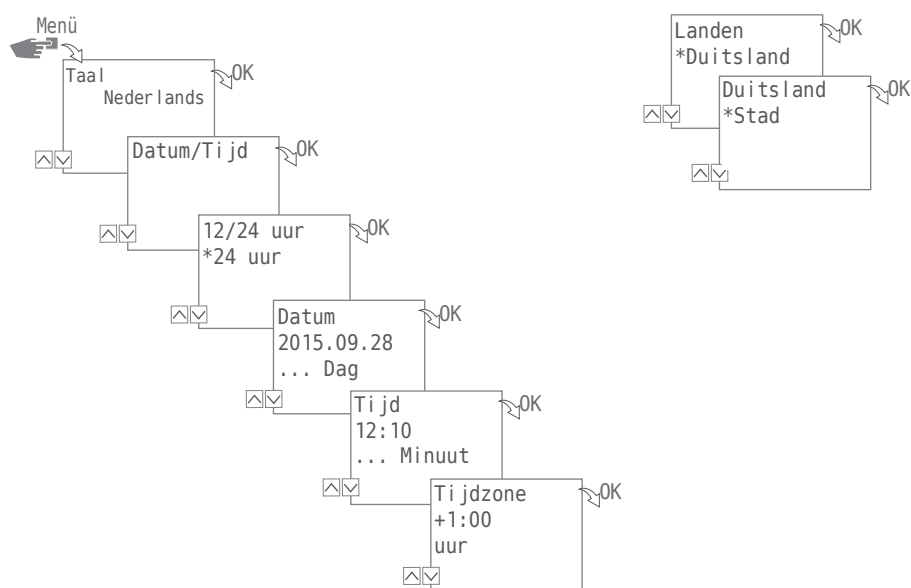 Menü
Taal
OK
Nederlands
Datum/Tijd
OK
12/24 uur
OK
*24 uur
Datum
OK
2015.09.28
... Dag
Tijd
OK
12:10
... Minuut
Tijdzone
OK
+1:00
uur
Landen
OK
*Duitsland
Duitsland
OK
*Stad